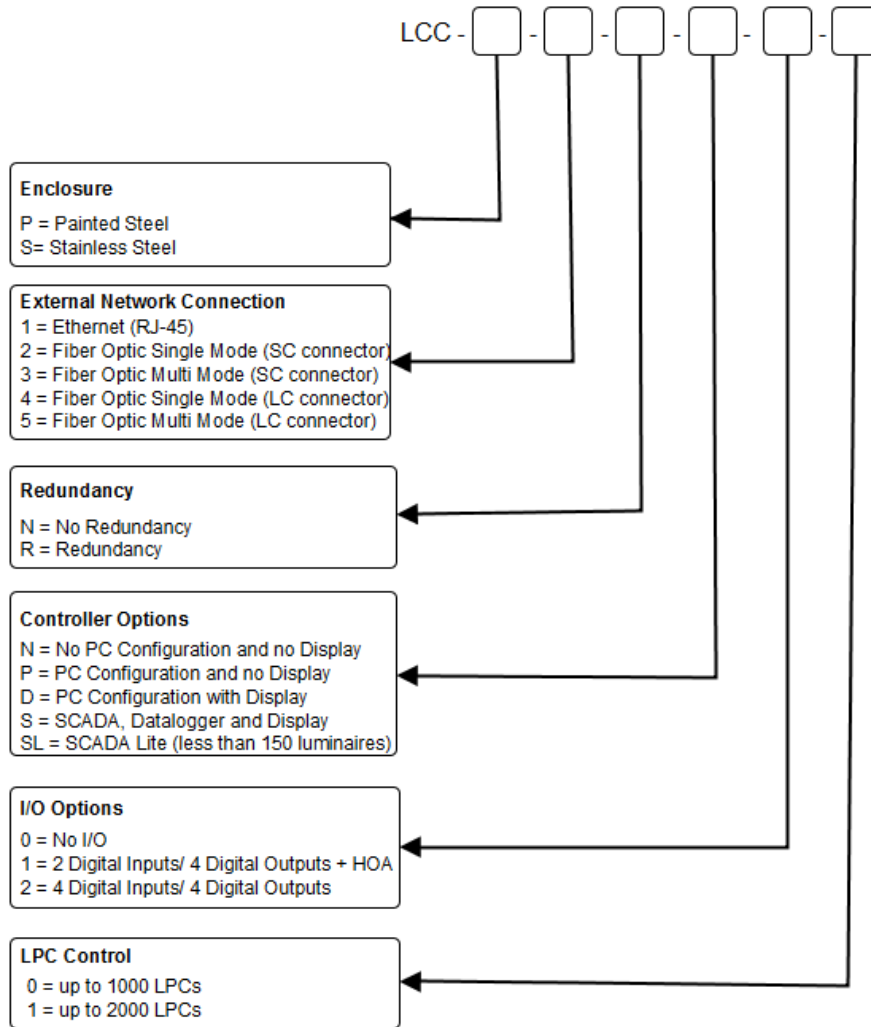 LCC - - - - - -
Enclosure
P = Painted Steel
S= Stainless Steel
External Network Connection
1 = Ethernet (RJ-45)
2 = Fiber Optic Single Mode (SC connector)
3 = Fiber Optic Multi Mode (SC connector)
4 = Fiber Optic Single Mode (LC connector)
5 = Fiber Optic Multi Mode (LC connector)
Redundancy
N = No Redundancy
R = Redundancy
Controller Options
N = No PC Configuration and no Display
P = PC Configuration and no Display
D = PC Configuration with Display
S = SCADA, Datalogger and Display
SL = SCADA Lite (less than 150 luminaires)
I/O Options
0 = No I/O
1 = 2 Digital Inputs/ 4 Digital Outputs + HOA
2 = 4 Digital Inputs/ 4 Digital Outputs
LPC Control
0 = up to 1000 LPCs
1 = up to 2000 LPCs